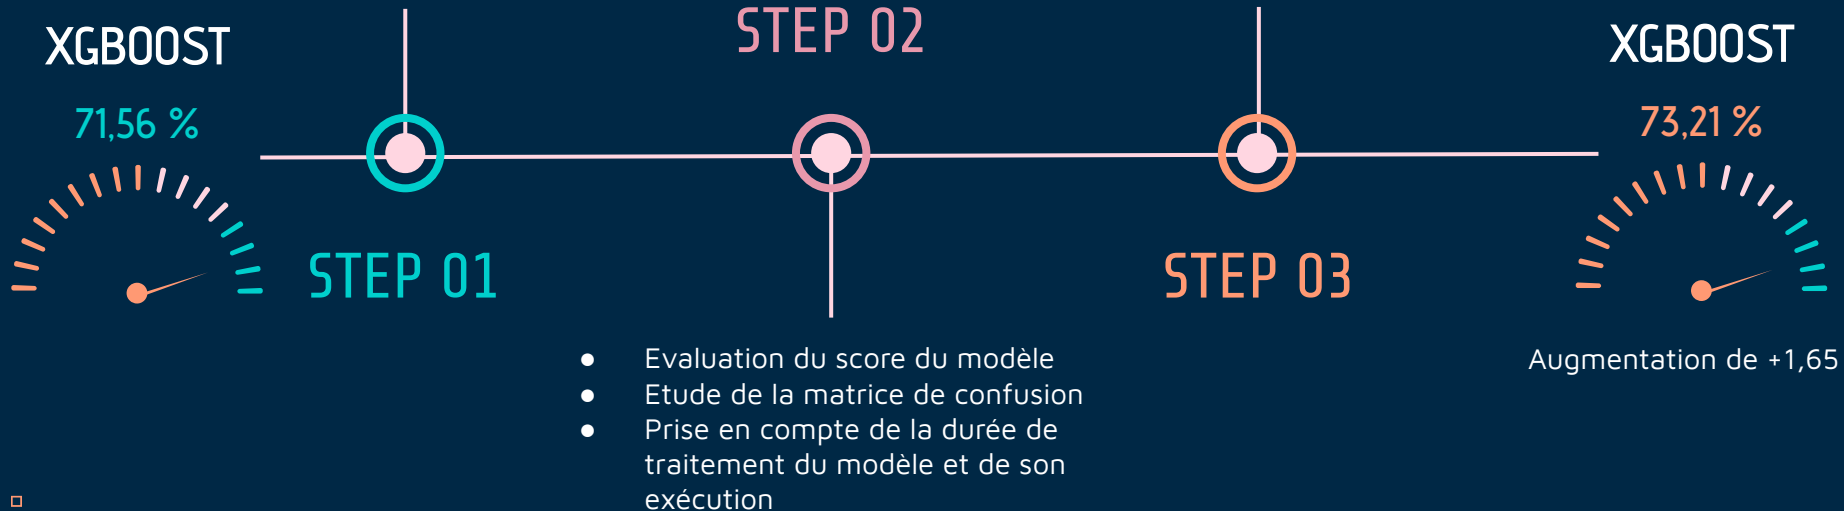 XGBOOST
71,56 %
STEP 01
STEP 02
● Evaluation du score du modèle
● Etude de la matrice de confusion
● Prise en compte de la durée de
traitement du modèle et de son
exécution
STEP 03
XGBOOST
73,21 %
Augmentation de +1,65